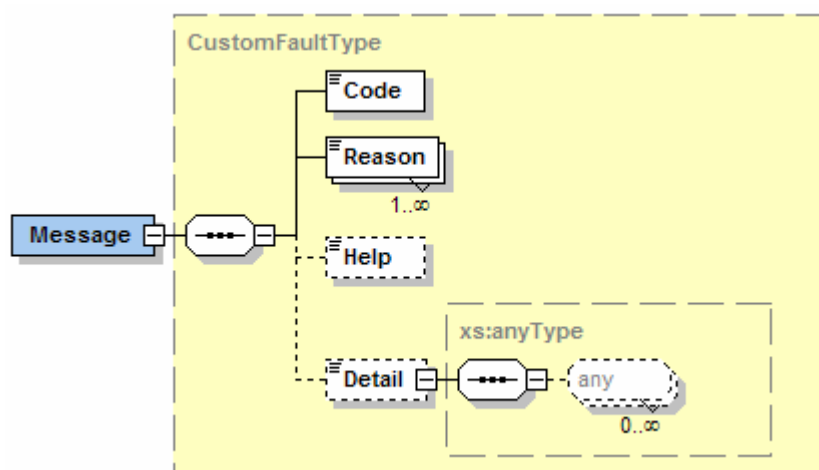 CustomFaultType
Code
Reason
1..∞
Message
Help
xs:anyType
Detail
any
0..∞